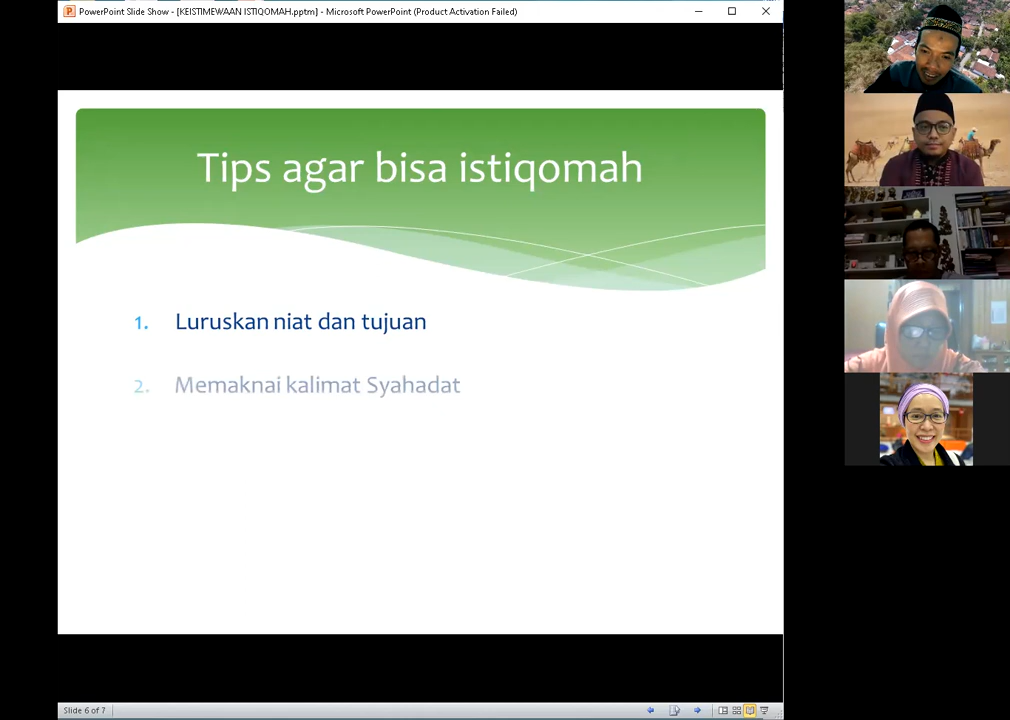 PowerPoint Slide Show - [KEISTIMEWAAN ISTIQOMAH.pptm] - Microsoft PowerPoint (Product Activation Failed)
Tips agar bisa istiqomah
1. Luruskan niat dan tujuan
2. Memaknai kalimat Syahadat
Slide 6 of 7